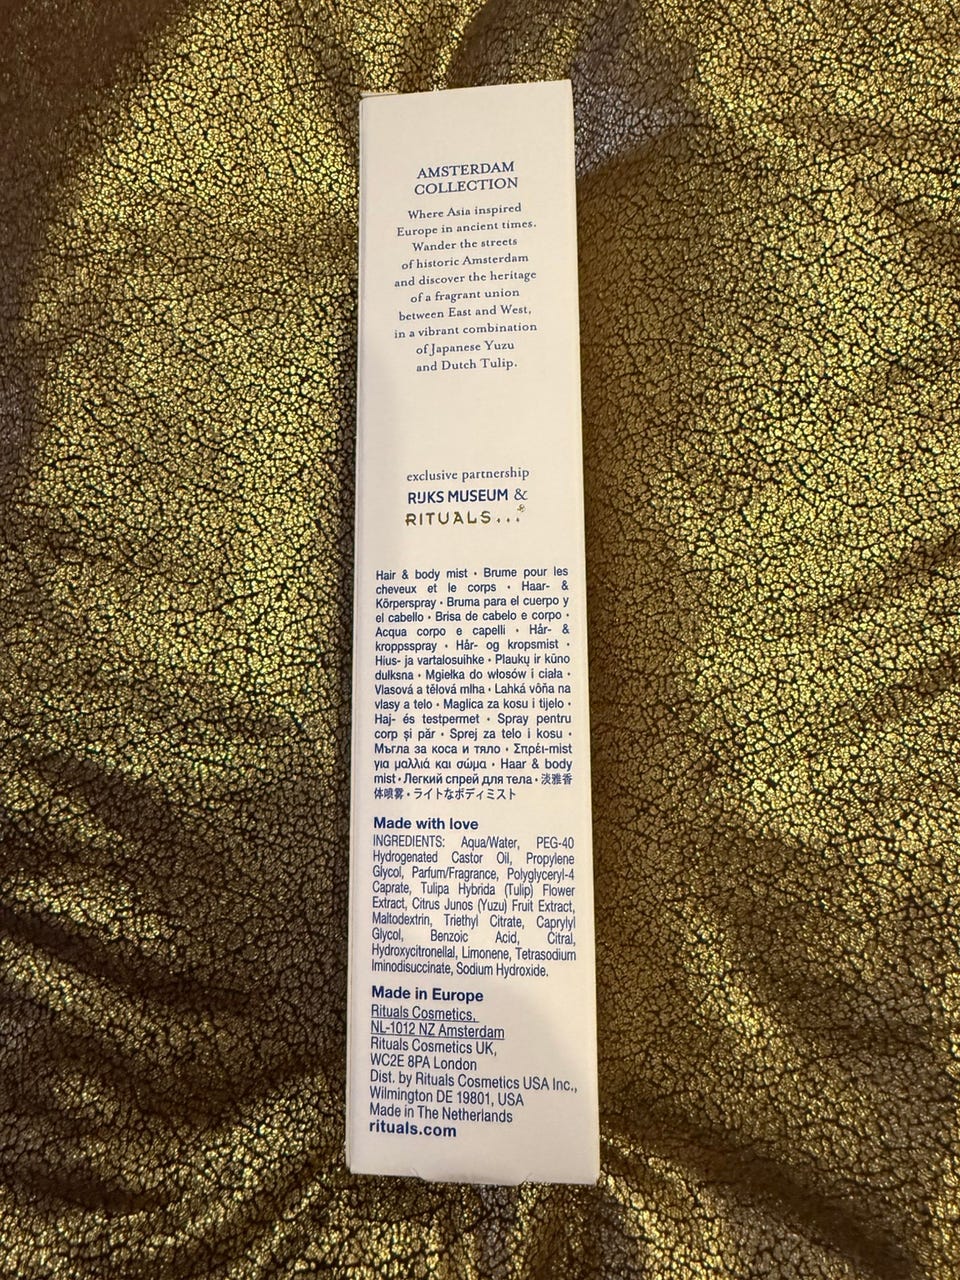 AMSTERDAM
COLLECTION
Where Asia inspired
Europe in ancient times.
Wander the streets
of historic Amsterdam
and discover the heritage
of a fragrant union
between East and West,
in a vibrant combination
of Japanese Yuzu
and Dutch Tulip.
exclusive partnership
RIJKS MUSEUM &
RITUALS...
Hair & body mist • Brume pour les
cheveux et le corps • Haar- &
Körperspray • Bruma para el cuerpo y
el cabello • Brisa de cabelo e corpo •
Acqua corpo e capelli • Hår- &
kroppsspray • Hår- og kropsmist •
Hius- ja vartalosuihke • Plaukų ir kūno
dulksna • Mgiełka do włosów i ciała •
Vlasová a tělová mlha • Lahká vôňa na
vlasy a telo • Maglica za kosu i tijelo •
Haj- és testpermet • Spray pentru
corp și păr • Sprej za telo i kosu •
Мъгла за коса и тяло • Σπρέι-mist
για μαλλιά και σώμα • Haar & body
mist • Легкий спрей для тела • 淡雅香
体喷雾 • ライトなボディミスト
Made with love
INGREDIENTS: Aqua/Water, PEG-40
Hydrogenated Castor Oil, Propylene
Glycol, Parfum/Fragrance, Polyglyceryl-4
Caprate, Tulipa Hybrida (Tulip) Flower
Extract, Citrus Junos (Yuzu) Fruit Extract,
Maltodextrin, Triethyl Citrate, Caprylyl
Glycol, Benzoic Acid, Citral,
Hydroxycitronellal, Limonene, Tetrasodium
Iminodisuccinate, Sodium Hydroxide.
Made in Europe
Rituals Cosmetics,
NL-1012 NZ Amsterdam
Rituals Cosmetics UK,
WC2E 8PA London
Dist. by Rituals Cosmetics USA Inc.,
Wilmington DE 19801, USA
Made in The Netherlands
rituals.com